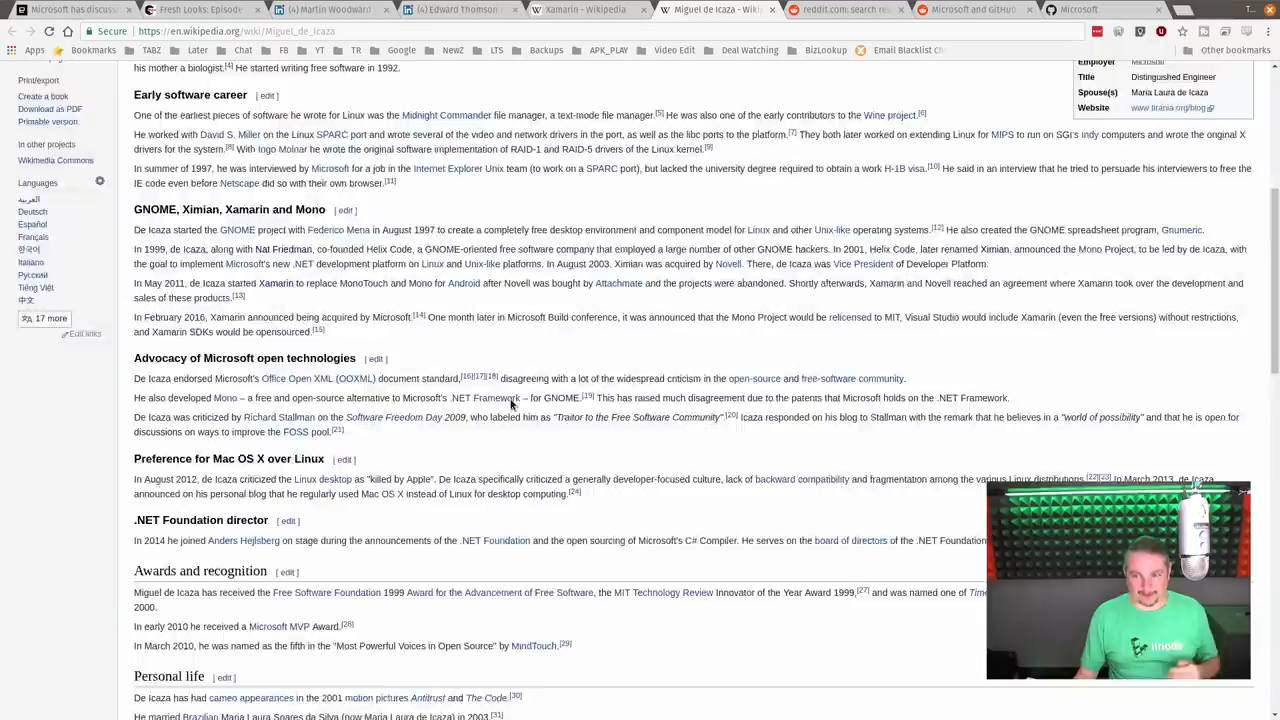 Microsoft has discuss
Fresh Looks: Episode
(4) Martin Woodward
(4) Edward Thomson
Xamarin - Wikipedia
Miguel de Icaza - Wiki
reddit.com: search re
Microsoft and GitHub
Microsoft
T...
Secure
https://en.wikipedia.org/wiki/Miguel_de_Icaza
Apps
Bookmarks
TABZ
Later
Chat
FB
YT
TR
Google
NewZ
LTS
Backups
APK_PLAY
Video Edit
Deal Watching
BizLookup
Email Blacklist C
Other bookmarks
Print/export
Create a book
Download as PDF
Printable version
In other projects
Wikimedia Commons
Languages
العربية
Deutsch
Español
Français
한국어
Italiano
Русский
Tiếng Việt
中文
17 more
Edit links
his mother a biologist.[4] He started writing free software in 1992.
Employer Microsoft
Title Distinguished Engineer
Spouse(s) Maria Laura de Icaza
Website www.tirania.org/blog
Early software career [ edit ]
One of the earliest pieces of software he wrote for Linux was the Midnight Commander file manager, a text-mode file manager.[5] He was also one of the early contributors to the Wine project.[6]
He worked with David S. Miller on the Linux SPARC port and wrote several of the video and network drivers in the port, as well as the libc ports to the platform.[7] They both later worked on extending Linux for MIPS to run on SGI's Indy computers and wrote the original X
drivers for the system.[8] With Ingo Molnar he wrote the original software implementation of RAID-1 and RAID-5 drivers of the Linux kernel.[9]
In summer of 1997, he was interviewed by Microsoft for a job in the Internet Explorer Unix team (to work on a SPARC port), but lacked the university degree required to obtain a work H-1B visa.[10] He said in an interview that he tried to persuade his interviewers to free the
IE code even before Netscape did so with their own browser.[11]
GNOME, Ximian, Xamarin and Mono [ edit ]
De Icaza started the GNOME project with Federico Mena in August 1997 to create a completely free desktop environment and component model for Linux and other Unix-like operating systems.[12] He also created the GNOME spreadsheet program, Gnumeric.
In 1999, de Icaza, along with Nat Friedman, co-founded Helix Code, a GNOME-oriented free software company that employed a large number of other GNOME hackers. In 2001, Helix Code, later renamed Ximian, announced the Mono Project, to be led by de Icaza, with
the goal to implement Microsoft's new .NET development platform on Linux and Unix-like platforms. In August 2003, Ximian was acquired by Novell. There, de Icaza was Vice President of Developer Platform.
In May 2011, de Icaza started Xamarin to replace MonoTouch and Mono for Android after Novell was bought by Attachmate and the projects were abandoned. Shortly afterwards, Xamarin and Novell reached an agreement where Xamarin took over the development and
sales of these products.[13]
In February 2016, Xamarin announced being acquired by Microsoft.[14] One month later in Microsoft Build conference, it was announced that the Mono Project would be relicensed to MIT, Visual Studio would include Xamarin (even the free versions) without restrictions,
and Xamarin SDKs would be opensourced.[15]
Advocacy of Microsoft open technologies [ edit ]
De Icaza endorsed Microsoft's Office Open XML (OOXML) document standard,[16][17][18] disagreeing with a lot of the widespread criticism in the open-source and free-software community.
He also developed Mono – a free and open-source alternative to Microsoft's .NET Framework – for GNOME.[19] This has raised much disagreement due to the patents that Microsoft holds on the .NET Framework.
De Icaza was criticized by Richard Stallman on the Software Freedom Day 2009, who labeled him as "Traitor to the Free Software Community".[20] Icaza responded on his blog to Stallman with the remark that he believes in a "world of possibility" and that he is open for
discussions on ways to improve the FOSS pool.[21]
Preference for Mac OS X over Linux [ edit ]
In August 2012, de Icaza criticized the Linux desktop as "killed by Apple". De Icaza specifically criticized a generally developer-focused culture, lack of backward compatibility and fragmentation among the various Linux distributions.[22][23] In March 2013, de Icaza
announced on his personal blog that he regularly used Mac OS X instead of Linux for desktop computing.[24]
.NET Foundation director [ edit ]
In 2014 he joined Anders Hejlsberg on stage during the announcements of the .NET Foundation and the open sourcing of Microsoft's C# Compiler. He serves on the board of directors of the .NET Foundation
Awards and recognition [ edit ]
Miguel de Icaza has received the Free Software Foundation 1999 Award for the Advancement of Free Software, the MIT Technology Review Innovator of the Year Award 1999,[27] and was named one of Time
2000.
In early 2010 he received a Microsoft MVP Award.[28]
In March 2010, he was named as the fifth in the "Most Powerful Voices in Open Source" by MindTouch.[29]
Personal life [ edit ]
De Icaza has had cameo appearances in the 2001 motion pictures Antitrust and The Code.[30]
He married Brazilian Maria Laura Soares da Silva (now Maria Laura de Icaza) in 2003.[31]
linode